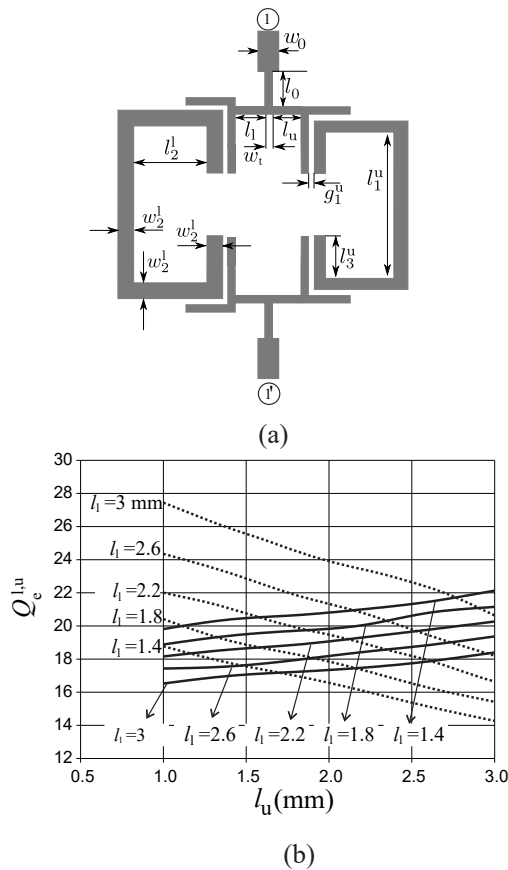 1
w₀
l₀
l₁ lᵤ
wₜ
l₂ˡ
g₁ᵘ
l₁ᵘ
w₂ˡ w₂ˡ
w₂ˡ
l₃ᵘ
1'
(a)
30
28
26
24
22
20
18
16
14
12
Qₑˡ,ᵘ
l₁=3 mm
l₁=2.6
l₁=2.2
l₁=1.8
l₁=1.4
l₁=3 l₁=2.6 l₁=2.2 l₁=1.8 l₁=1.4
0.5 1.0 1.5 2.0 2.5 3.0
lᵤ(mm)
(b)